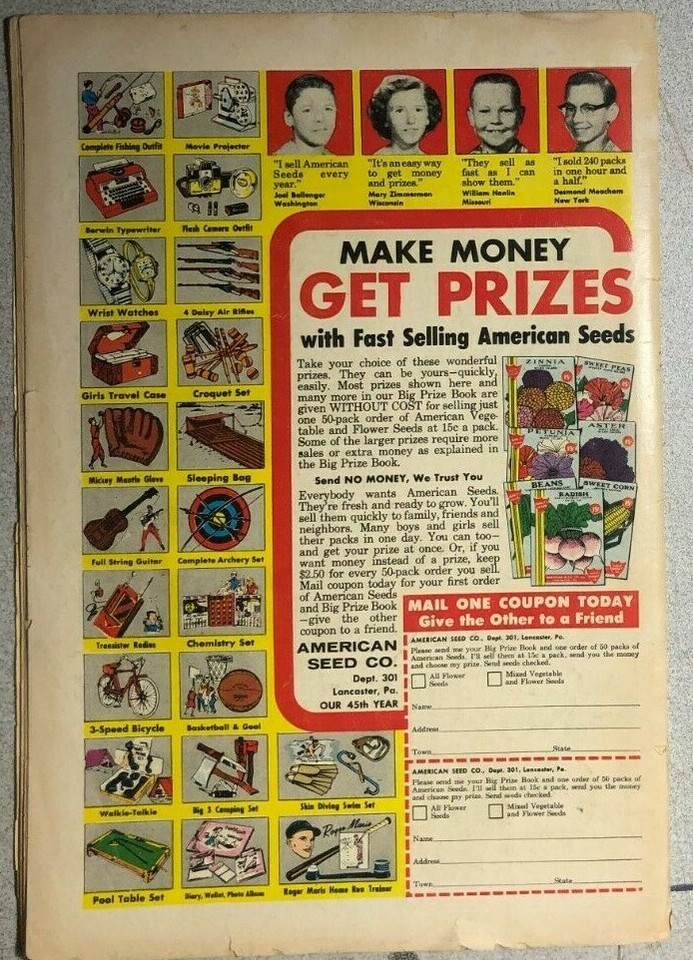 Complete Fishing Outfit
Movie Projector
Berwin Typewriter
Flash Camera Outfit
Wrist Watches
4 Daisy Air Rifles
Girls Travel Case
Croquet Set
Mickey Mantle Glove
Sleeping Bag
Full String Guitar
Complete Archery Set
Transistor Radios
Chemistry Set
3-Speed Bicycle
Basketball & Goal
Walkie-Talkie
Big 3 Camping Set
Skin Diving Swim Set
Pool Table Set
Diary, Wallet, Photo Album
Roger Maris
Roger Maris Home Run Trainer
"I sell American
Seeds every
year."
Joel Ballenger
Washington
"It's an easy way
to get money
and prizes."
Mary Zimmerman
Wisconsin
"They sell as
fast as I can
show them."
William Hanlin
Missouri
"I sold 240 packs
in one hour and
a half."
Desmond Meachem
New York
MAKE MONEY
GET PRIZES
with Fast Selling American Seeds
Take your choice of these wonderful
prizes. They can be yours—quickly,
easily. Most prizes shown here and
many more in our Big Prize Book are
given WITHOUT COST for selling just
one 50-pack order of American Vege-
table and Flower Seeds at 15c a pack.
Some of the larger prizes require more
sales or extra money as explained in
the Big Prize Book.
Send NO MONEY, We Trust You
Everybody wants American Seeds.
They're fresh and ready to grow. You'll
sell them quickly to family, friends and
neighbors. Many boys and girls sell
their packs in one day. You can too—
and get your prize at once. Or, if you
want money instead of a prize, keep
$2.50 for every 50-pack order you sell.
Mail coupon today for your first order
of American Seeds
and Big Prize Book
—give the other
coupon to a friend.
AMERICAN
SEED CO.
Dept. 301
Lancaster, Pa.
OUR 45th YEAR
ZINNIA
SWEET PEAS
PETUNIA
ASTER
BEANS
SWEET CORN
RADISH
MAIL ONE COUPON TODAY
Give the Other to a Friend
AMERICAN SEED CO., Dept. 301, Lancaster, Pa.
Please send me your Big Prize Book and one order of 50 packs of
American Seeds. I'll sell them at 15c a pack, send you the money
and choose my prize. Send seeds checked.
All Flower
Seeds
Mixed Vegetable
and Flower Seeds
Name
Address
Town State
AMERICAN SEED CO., Dept. 301, Lancaster, Pa.
Please send me your Big Prize Book and one order of 50 packs of
American Seeds. I'll sell them at 15c a pack, send you the money
and choose my prize. Send seeds checked.
All Flower
Seeds
Mixed Vegetable
and Flower Seeds
Name
Address
Town State